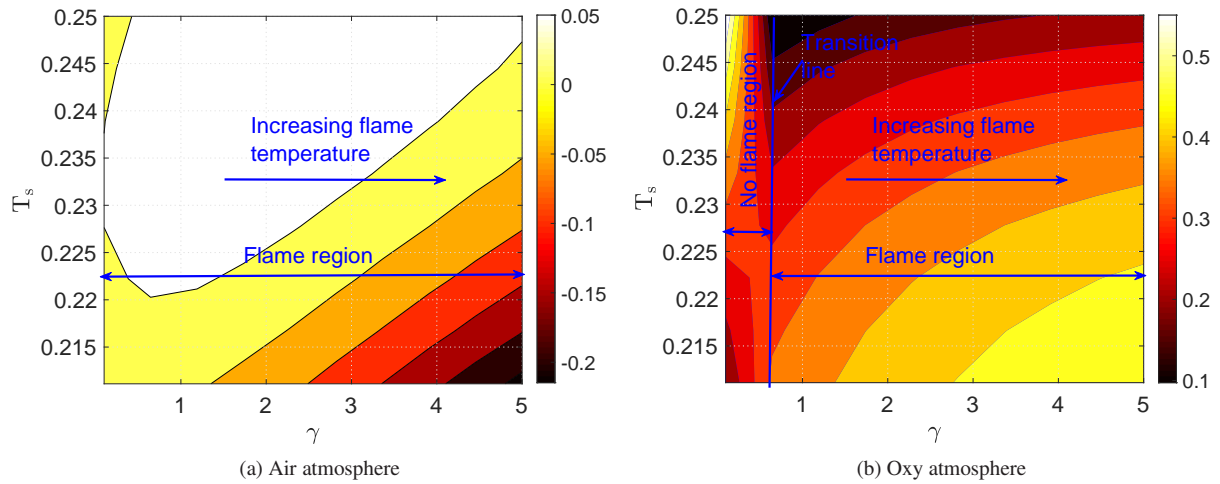 0.25
0.245
0.24
0.235
0.23
0.225
0.22
0.215
T_s
1
2
3
4
5
γ
Increasing flame
temperature
Flame region
0.05
0
-0.05
-0.1
-0.15
-0.2
(a) Air atmosphere
0.25
0.245
0.24
0.235
0.23
0.225
0.22
0.215
T_s
1
2
3
4
5
γ
No flame region
Transition
line
Increasing flame
temperature
Flame region
0.5
0.4
0.3
0.2
0.1
(b) Oxy atmosphere